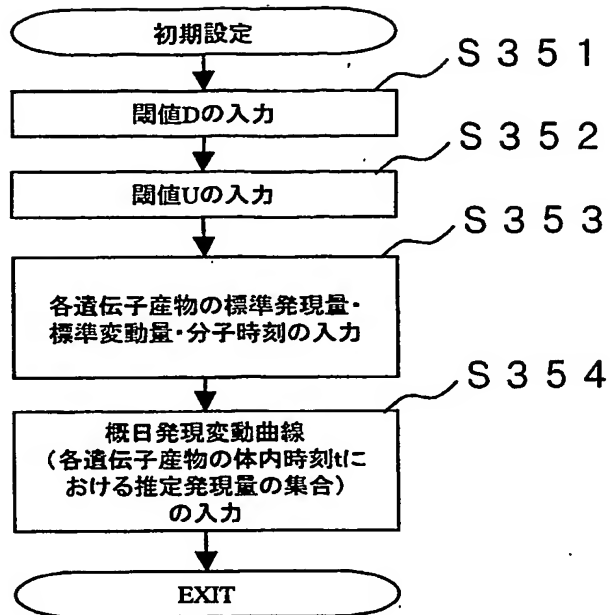 初期設定
S351
閾値Dの入力
S352
閾値Uの入力
S353
各遺伝子産物の標準発現量・
標準変動量・分子時刻の入力
S354
概日発現変動曲線
(各遺伝子産物の体内時刻tに
おける推定発現量の集合)
の入力
EXIT